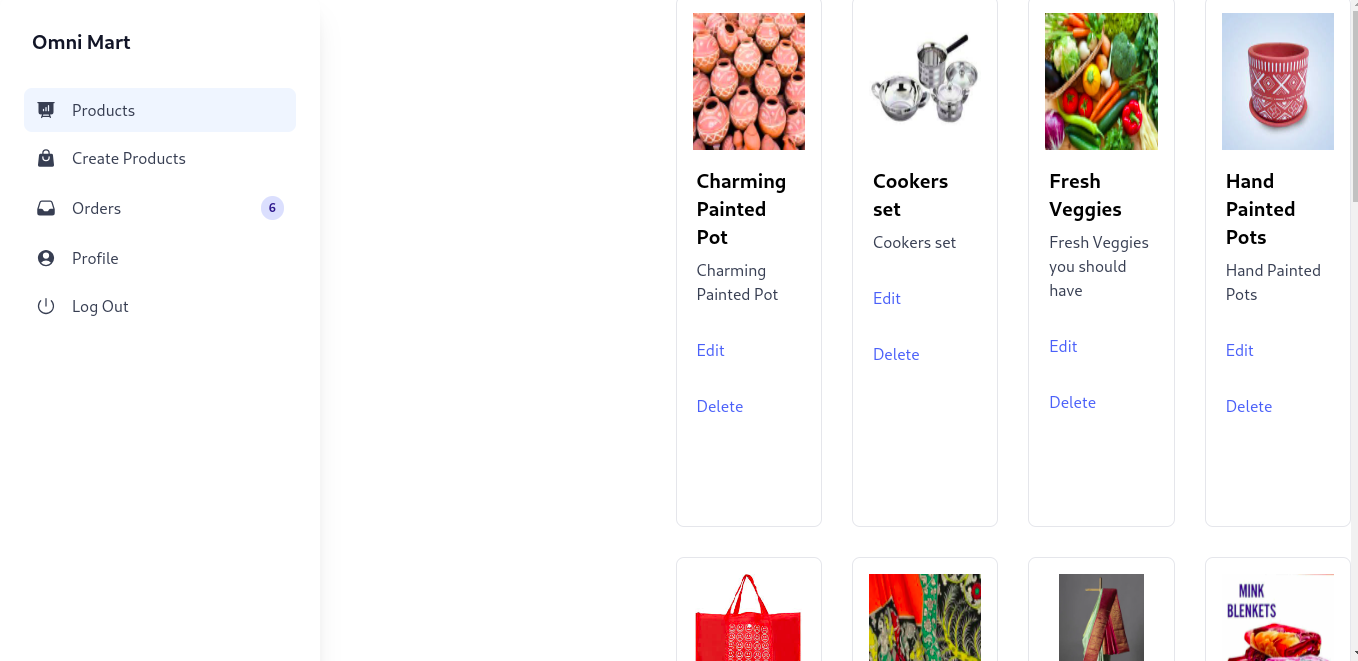 Omni Mart
Products
Create Products
Orders
6
Profile
Log Out
Charming
Painted
Pot
Charming
Painted Pot
Edit
Delete
Cookers
set
Cookers set
Edit
Delete
Fresh
Veggies
Fresh Veggies
you should
have
Edit
Delete
Hand
Painted
Pots
Hand Painted
Pots
Edit
Delete
MINK
BLENKETS